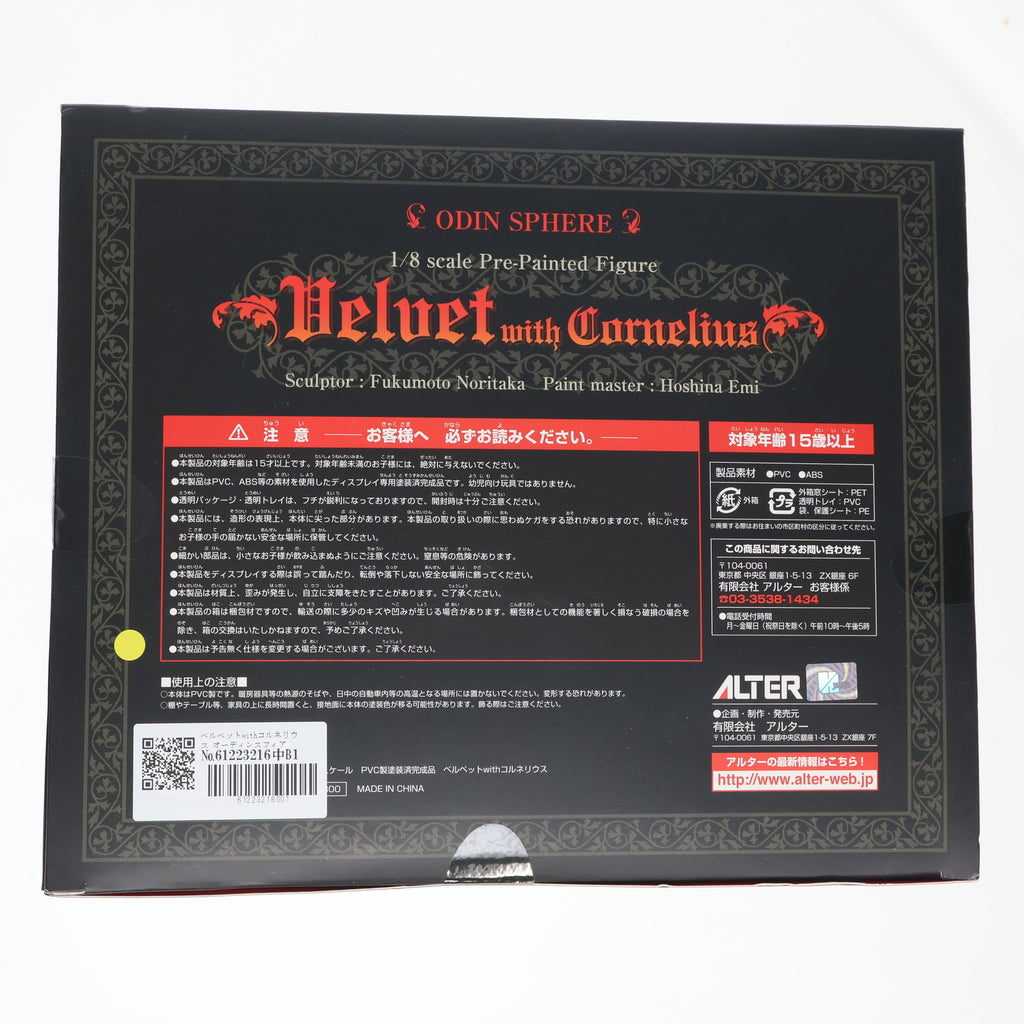 ODIN SPHERE
1/8 scale Pre-Painted Figure
Velvet with Cornelius
Sculptor : Fukumoto Noritaka Paint master : Hoshina Emi
注意 お客様へ 必ずお読みください。
●本製品の対象年齢は15才以上です。対象年齢未満のお子様には、絶対に与えないでください。
●本製品はPVC、ABS等の素材を使用したディスプレイ専用塗装済完成品です。幼児向け玩具ではありません。
●透明パッケージ・透明トレイは、フチが鋭利になっておりますので、開封時は十分ご注意ください。
●本製品には、造形の表現上、本体に尖った部分があります。本製品の取り扱いの際に思わぬケガをする恐れがありますので、特に小さな
お子様の手の届かない安全な場所に保管してください。
●細かい部品は、小さなお子様が飲み込まぬようにご注意ください。窒息等の危険があります。
●本製品をディスプレイする際は誤って踏んだり、転倒や落下しない安全な場所に飾ってください。
●本製品は材質上、歪みが発生し、自立に支障をきたすことがあります。ご了承ください。
●本製品の箱は梱包材ですので、輸送の際に多少のキズや凹みが生じる場合があります。梱包材としての機能を著しく損なう破損の場合を
除き、箱の交換はいたしかねますので、予めご了承ください。
●本製品は予告無く仕様を変更する場合がございます。ご了承ください。
■使用上の注意■
○本体はPVC製です。暖房器具等の熱源のそばや、日中の自動車内等の高温となる場所には置かないでください。変形する恐れがあります。
○棚やテーブル等、家具の上に長時間置くと、接地面に本体の塗装色が移る可能性があります。飾る際はご注意ください。
ベルベットwithコルネリウ
ス オーディンスフィア
No.61223216中B1
61223216001
スケール PVC製塗装済完成品 ベルベットwithコルネリウス
MADE IN CHINA
対象年齢15歳以上
製品素材 ●PVC ●ABS
紙 外箱
プラ 外箱窓シート：PET
透明トレイ：PVC
袋、保護シート：PE
※廃棄する際はお住まいの市区町村の区分に従ってください。
この商品に関するお問い合わせ先
〒104-0061
東京都 中央区 銀座1-5-13 ZX銀座 6F
有限会社 アルター お客様係
☎03-3538-1434
●電話受付時間
月〜金曜日（祝祭日を除く）午前10時〜午後5時
ALTER
●企画・制作・発売元
有限会社 アルター
〒104-0061 東京都中央区銀座1-5-13 ZX銀座 7F
アルターの最新情報はこちら！
http://www.alter-web.jp